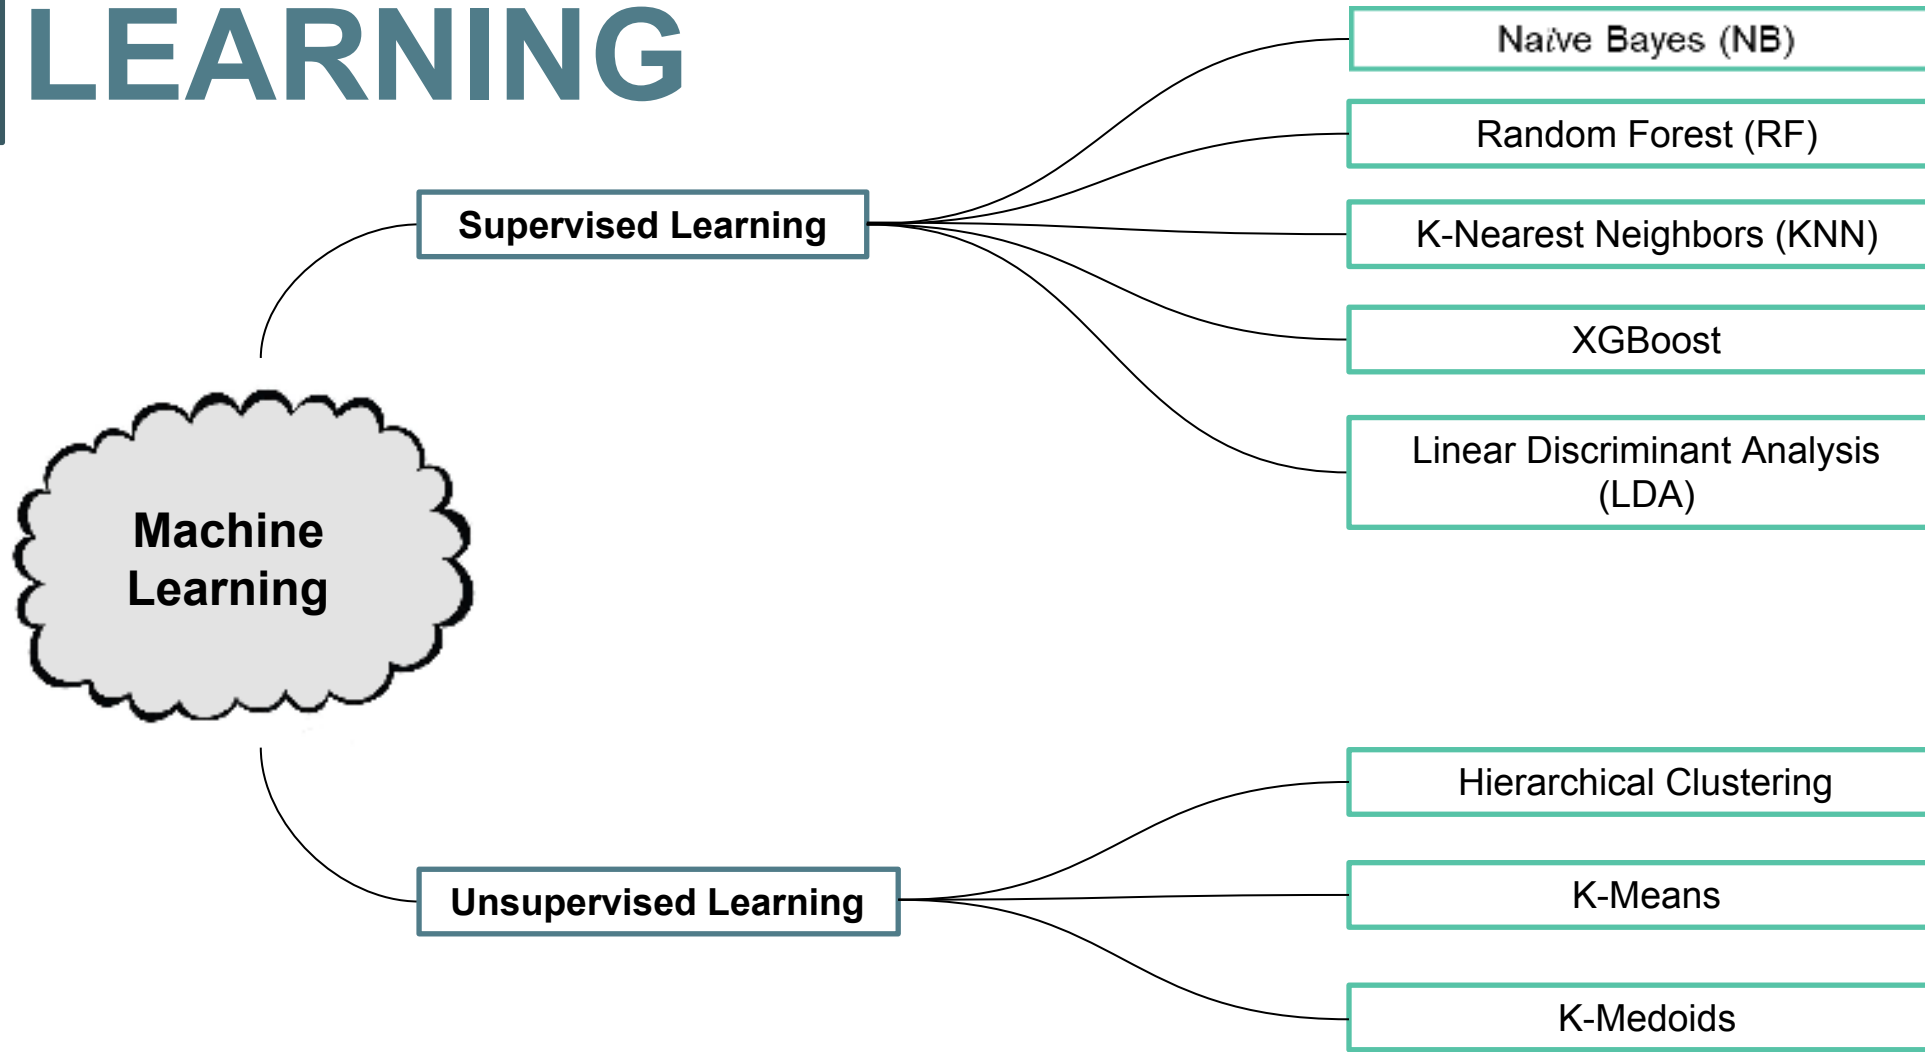 LEARNING
Naïve Bayes (NB)
Random Forest (RF)
Supervised Learning
K-Nearest Neighbors (KNN)
XGBoost
Linear Discriminant Analysis
(LDA)
Machine
Learning
Hierarchical Clustering
Unsupervised Learning
K-Means
K-Medoids